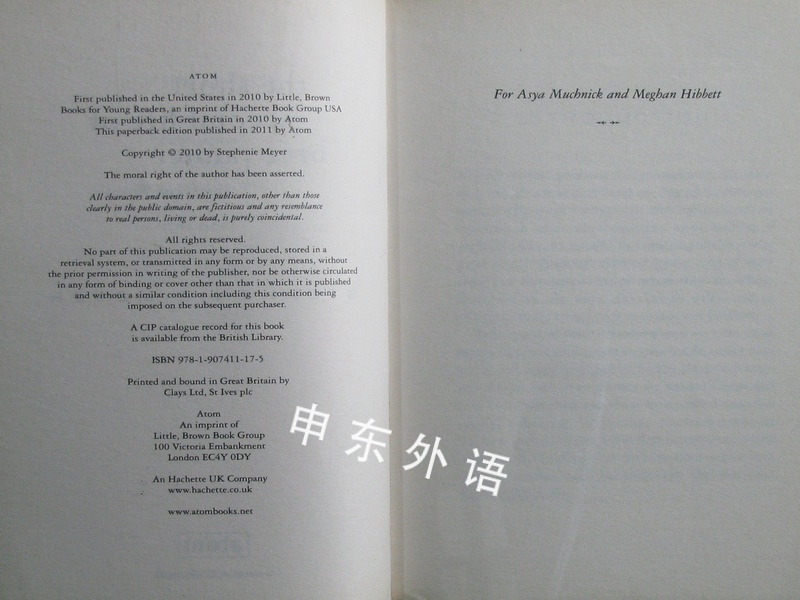 ATOM
First published in the United States in 2010 by Little, Brown
Books for Young Readers, an imprint of Hachette Book Group USA
First published in Great Britain in 2010 by Atom
This paperback edition published in 2011 by Atom
Copyright © 2010 by Stephenie Meyer
The moral right of the author has been asserted.
All characters and events in this publication, other than those
clearly in the public domain, are fictitious and any resemblance
to real persons, living or dead, is purely coincidental.
All rights reserved.
No part of this publication may be reproduced, stored in a
retrieval system, or transmitted in any form or by any means, without
the prior permission in writing of the publisher, nor be otherwise circulated
in any form of binding or cover other than that in which it is published
and without a similar condition including this condition being
imposed on the subsequent purchaser.
A CIP catalogue record for this book
is available from the British Library.
ISBN 978-1-907411-17-5
Printed and bound in Great Britain by
Clays Ltd, St Ives plc
Atom
An imprint of
Little, Brown Book Group
100 Victoria Embankment
London EC4Y 0DY
An Hachette UK Company
www.hachette.co.uk
www.atombooks.net
For Asya Muchnick and Meghan Hibbett
申东外语